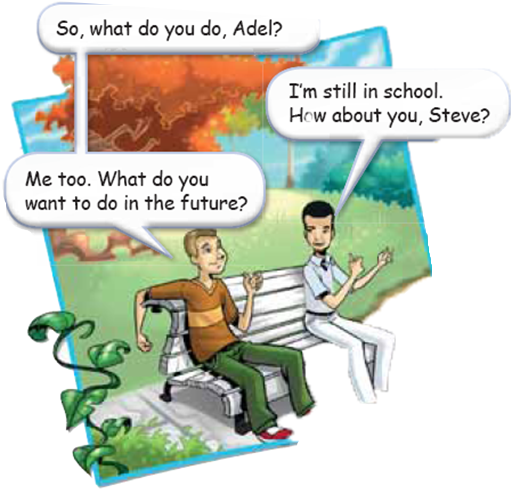 So, what do you do, Adel?
I'm still in school.
How about you, Steve?
Me too. What do you
want to do in the future?